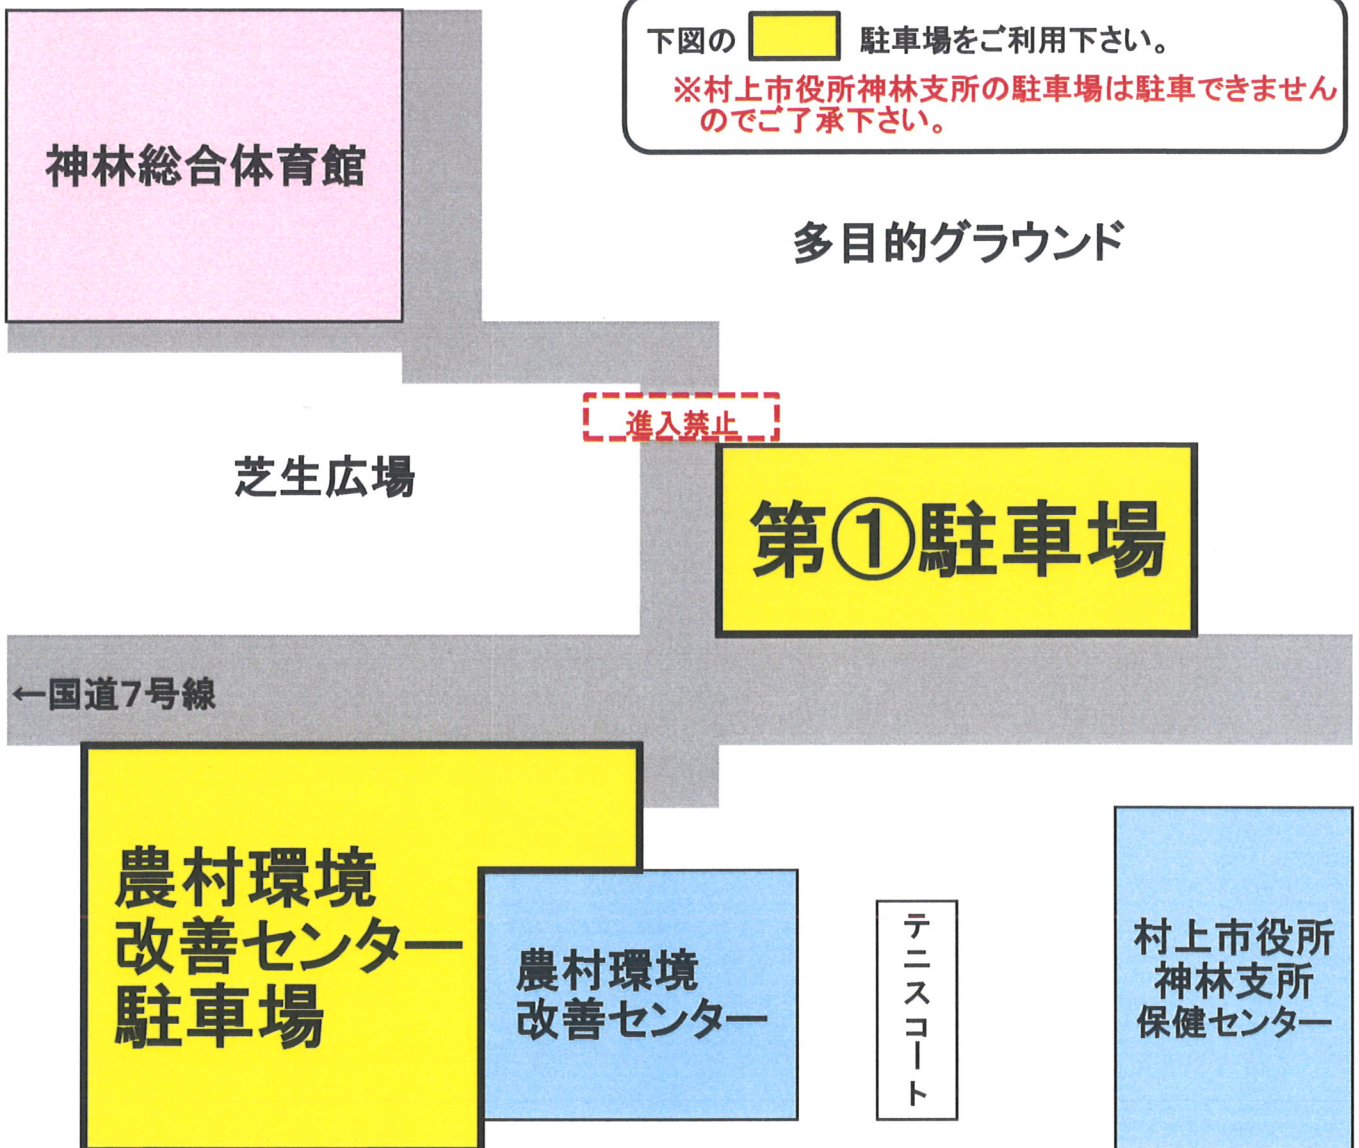 下図の 駐車場をご利用下さい。
※村上市役所神林支所の駐車場は駐車できません
のでご了承下さい。
神林総合体育館
多目的グラウンド
進入禁止
芝生広場
第①駐車場
←国道7号線
農村環境
改善センター
駐車場
農村環境
改善センター
テニスコート
村上市役所
神林支所
保健センター